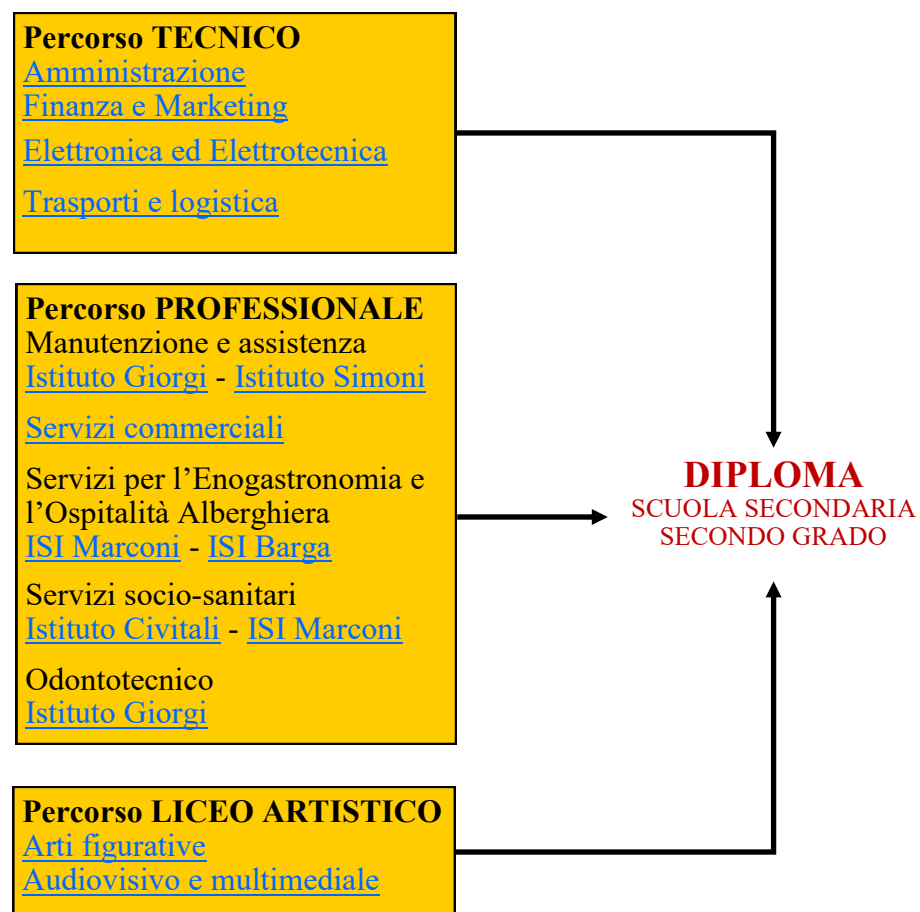 Percorso TECNICO
Amministrazione
Finanza e Marketing
Elettronica ed Elettrotecnica
Trasporti e logistica
Percorso PROFESSIONALE
Manutenzione e assistenza
Istituto Giorgi - Istituto Simoni
Servizi commerciali
Servizi per l’Enogastronomia e
l’Ospitalità Alberghiera
ISI Marconi - ISI Barga
Servizi socio-sanitari
Istituto Civitali - ISI Marconi
Odontotecnico
Istituto Giorgi
Percorso LICEO ARTISTICO
Arti figurative
Audiovisivo e multimediale
DIPLOMA
SCUOLA SECONDARIA
SECONDO GRADO